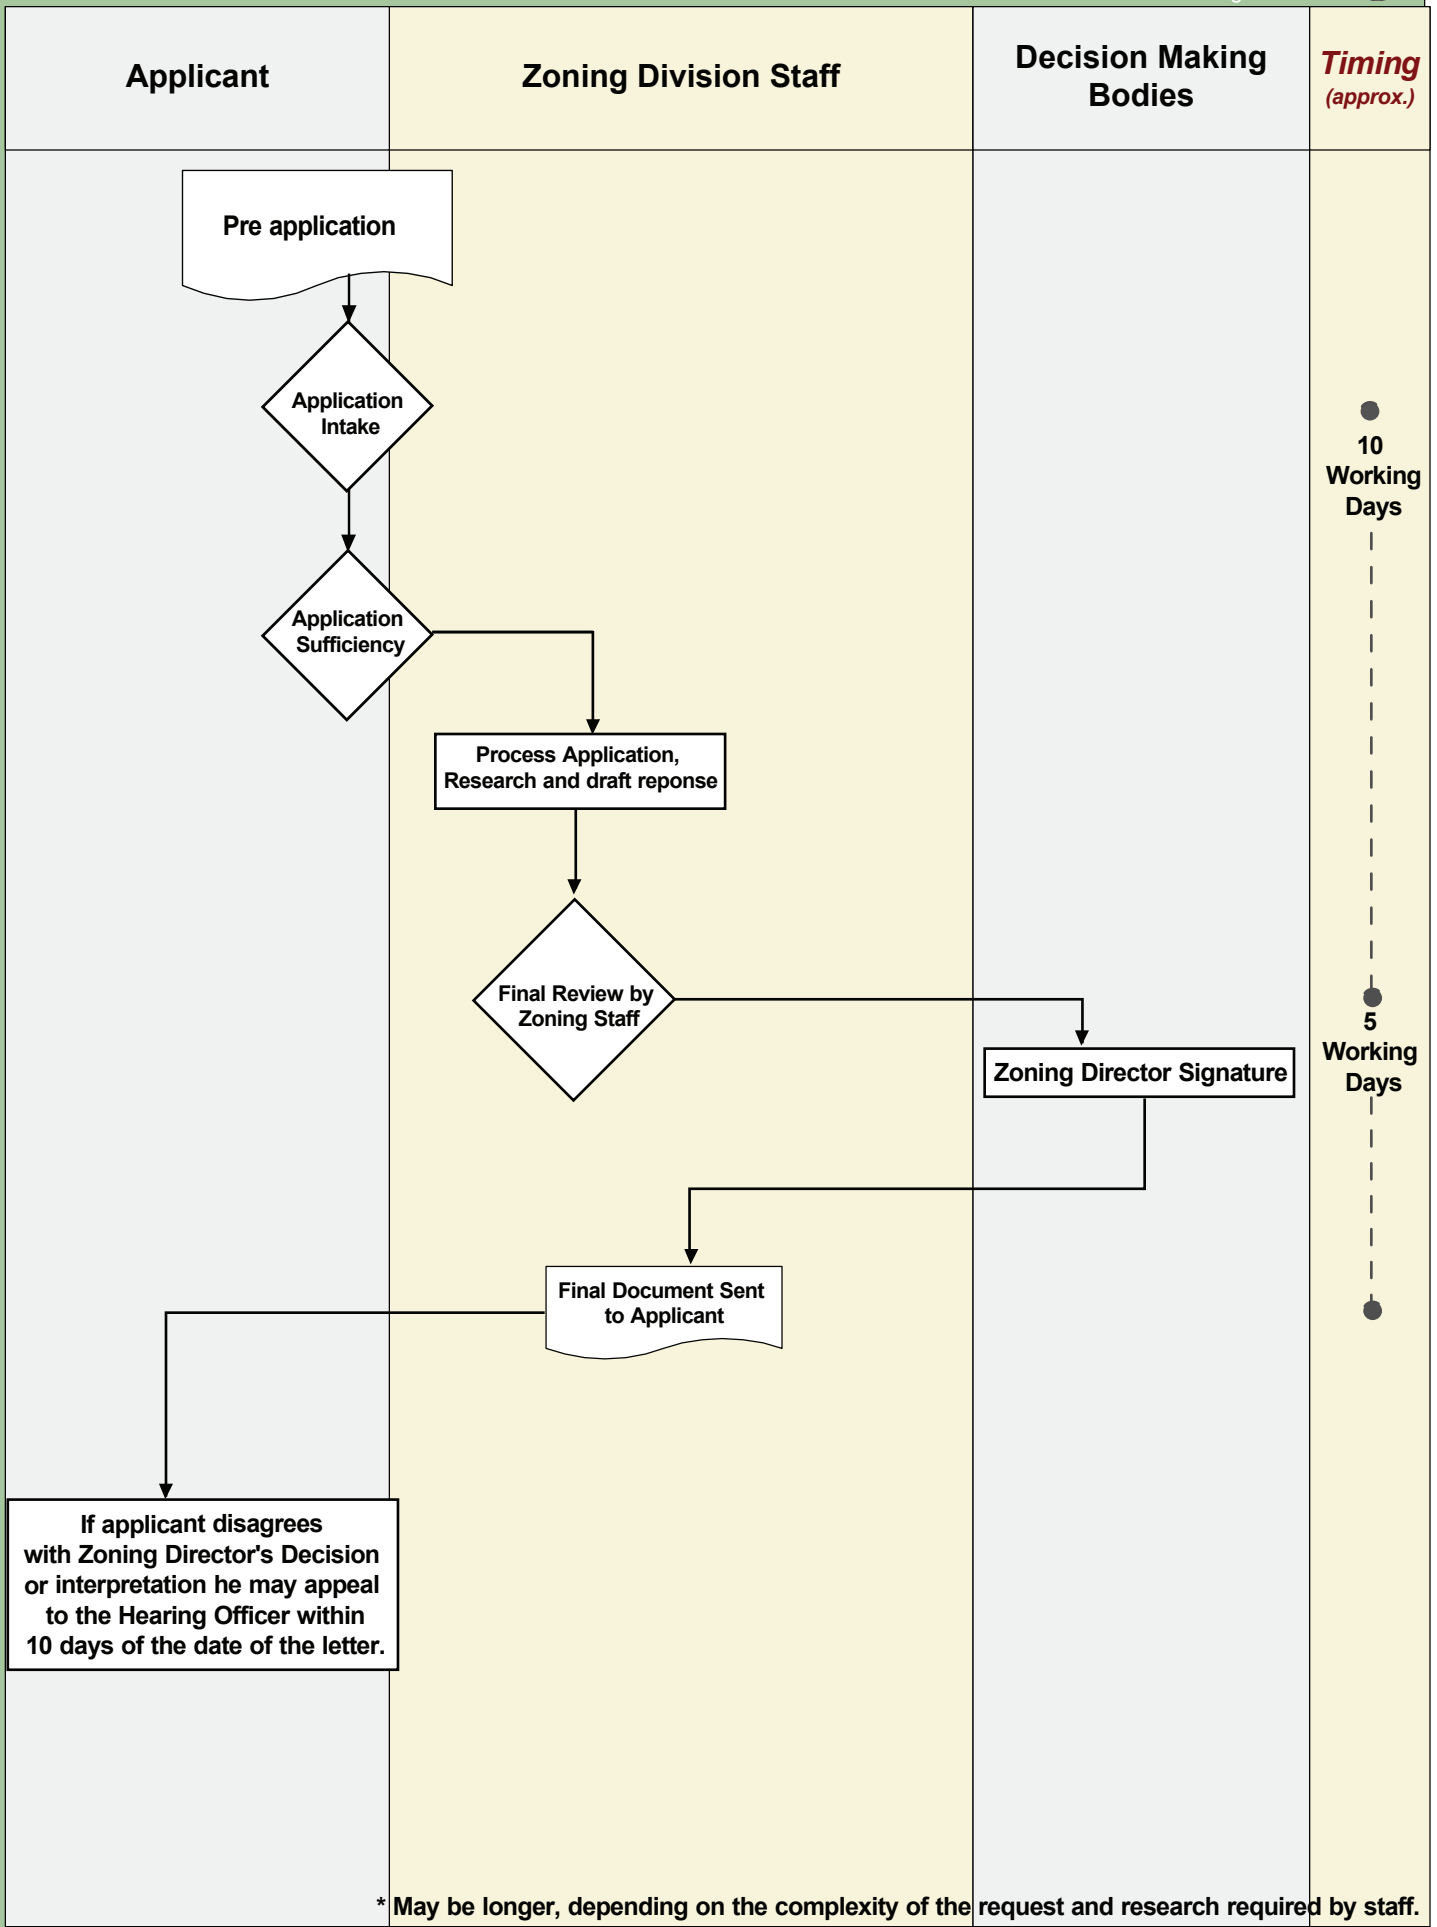 Applicant
Zoning Division Staff
Decision Making
Bodies
Timing
(approx.)
Pre application
Application
Intake
10
Working
Days
Application
Sufficiency
Process Application,
Research and draft reponse
Final Review by
Zoning Staff
5
Working
Days
Zoning Director Signature
Final Document Sent
to Applicant
If applicant disagrees
with Zoning Director's Decision
or interpretation he may appeal
to the Hearing Officer within
10 days of the date of the letter.
* May be longer, depending on the complexity of the request and research required by staff.